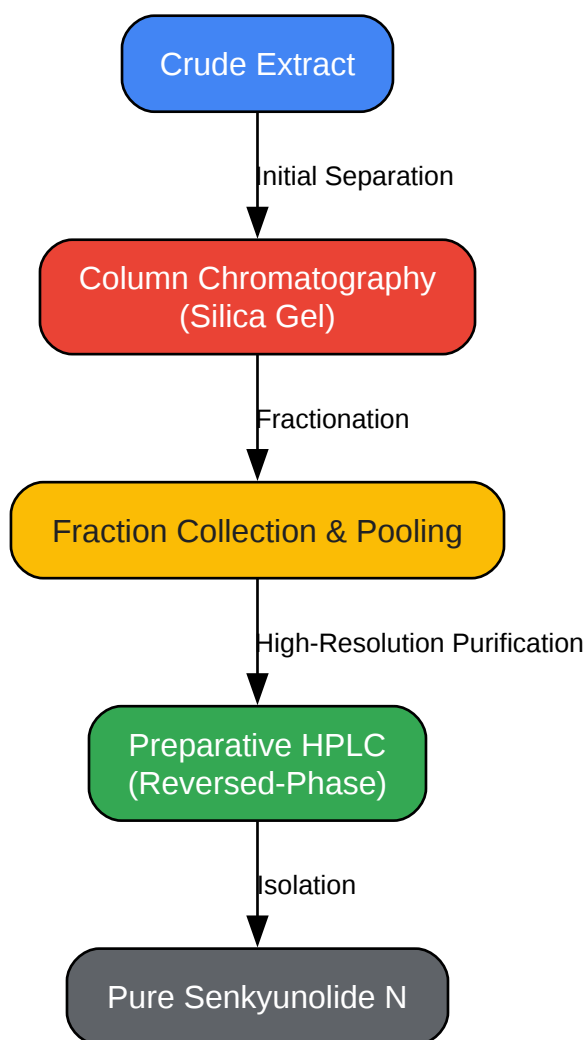 Crude Extract
Initial Separation
Column Chromatography
(Silica Gel)
Fractionation
Fraction Collection & Pooling
High-Resolution Purification
Preparative HPLC
(Reversed-Phase)
Isolation
Pure Senkyunolide N